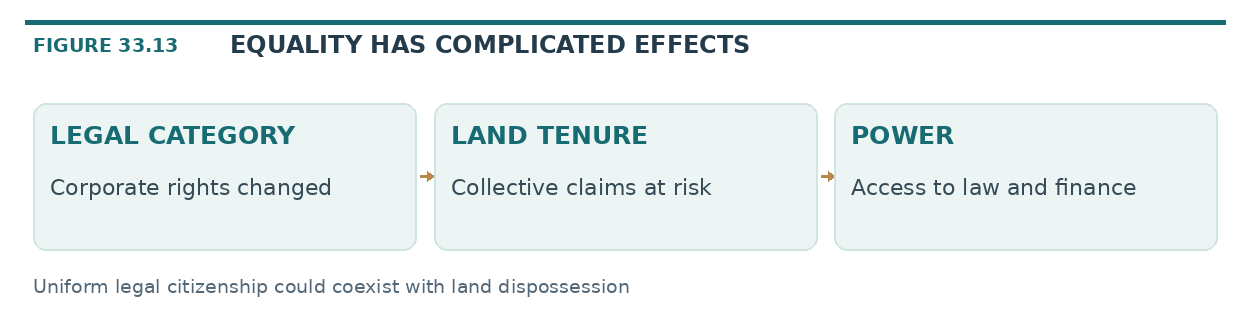 FIGURE 33.13 EQUALITY HAS COMPLICATED EFFECTS
LEGAL CATEGORY
Corporate rights changed
LAND TENURE
Collective claims at risk
POWER
Access to law and finance
Uniform legal citizenship could coexist with land dispossession